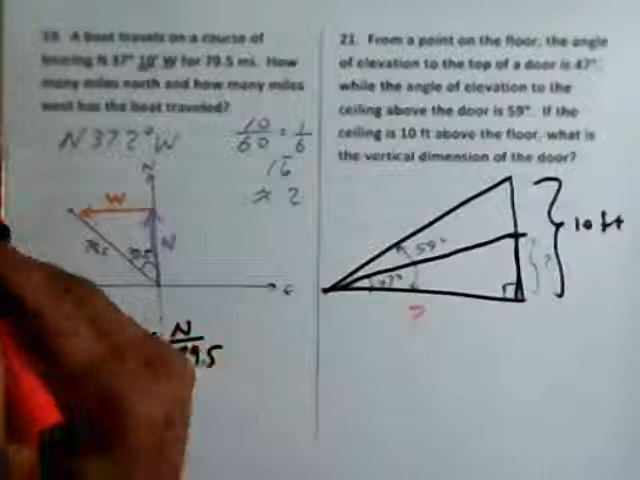 19. A boat travels on a course of
bearing N 37° 10' W for 79.5 mi. How
many miles north and how many miles
west has the boat traveled?
N 37.2° W
10/60 = 1/6
.16
≈ .2
N
W
N
79.5
E
N/79.5
21. From a point on the floor, the angle
of elevation to the top of a door is 47°
while the angle of elevation to the
ceiling above the door is 59°. If the
ceiling is 10 ft above the floor, what is
the vertical dimension of the door?
59°
47°
?
10 ft